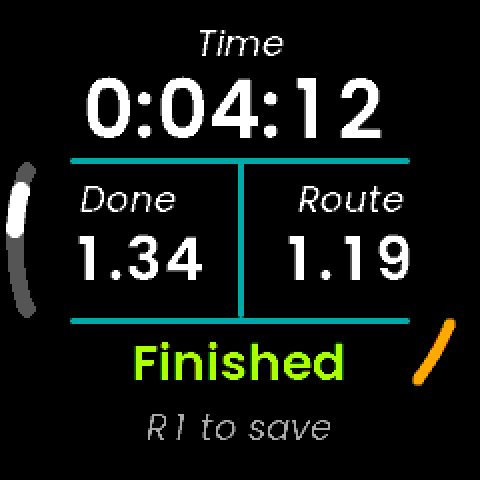 Time
0:04:12
Done Route
1.34 1.19
Finished
R1 to save